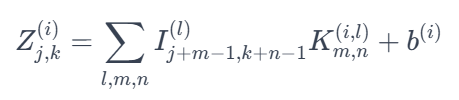 Z_{j,k}^{(i)} = \sum_{l,m,n} I_{j+m-1,k+n-1}^{(l)} K_{m,n}^{(i,l)} + b^{(i)}